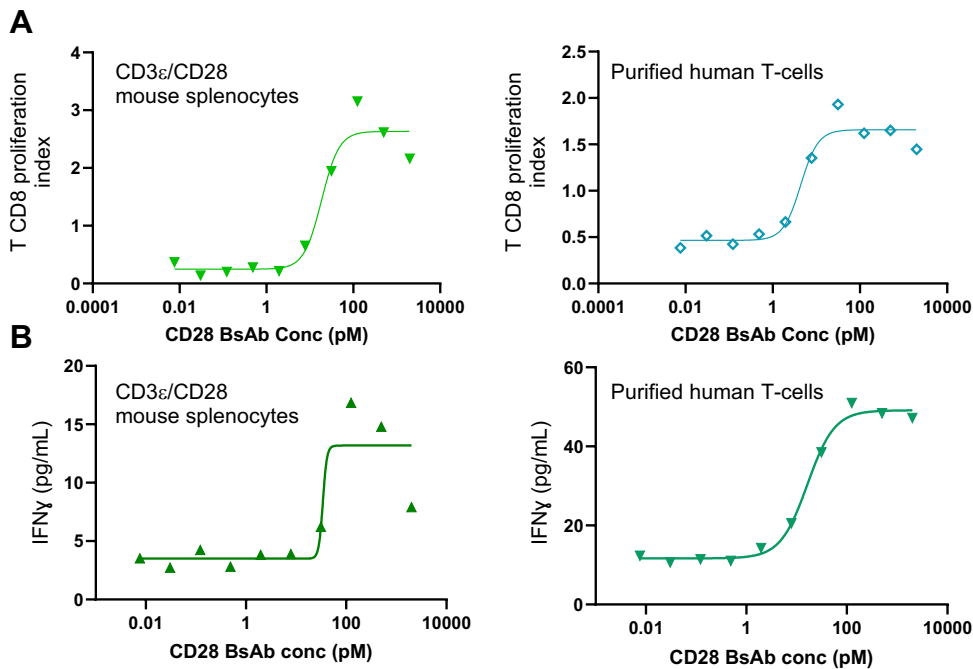 A
CD3ε/CD28
mouse splenocytes
T CD8 proliferation
index
4
3
2
1
0
0.0001
0.01
1
100
10000
CD28 BsAb Conc (pM)
Purified human T-cells
T CD8 proliferation
index
2.5
2.0
1.5
1.0
0.5
0.0
0.0001
0.01
1
100
10000
CD28 BsAb Conc (pM)
B
CD3ε/CD28
mouse splenocytes
IFNɣ (pg/mL)
20
15
10
5
0
0.01
1
100
10000
CD28 BsAb conc (pM)
Purified human T-cells
IFNɣ (pg/mL)
60
40
20
0
0.01
1
100
10000
CD28 BsAb conc (pM)